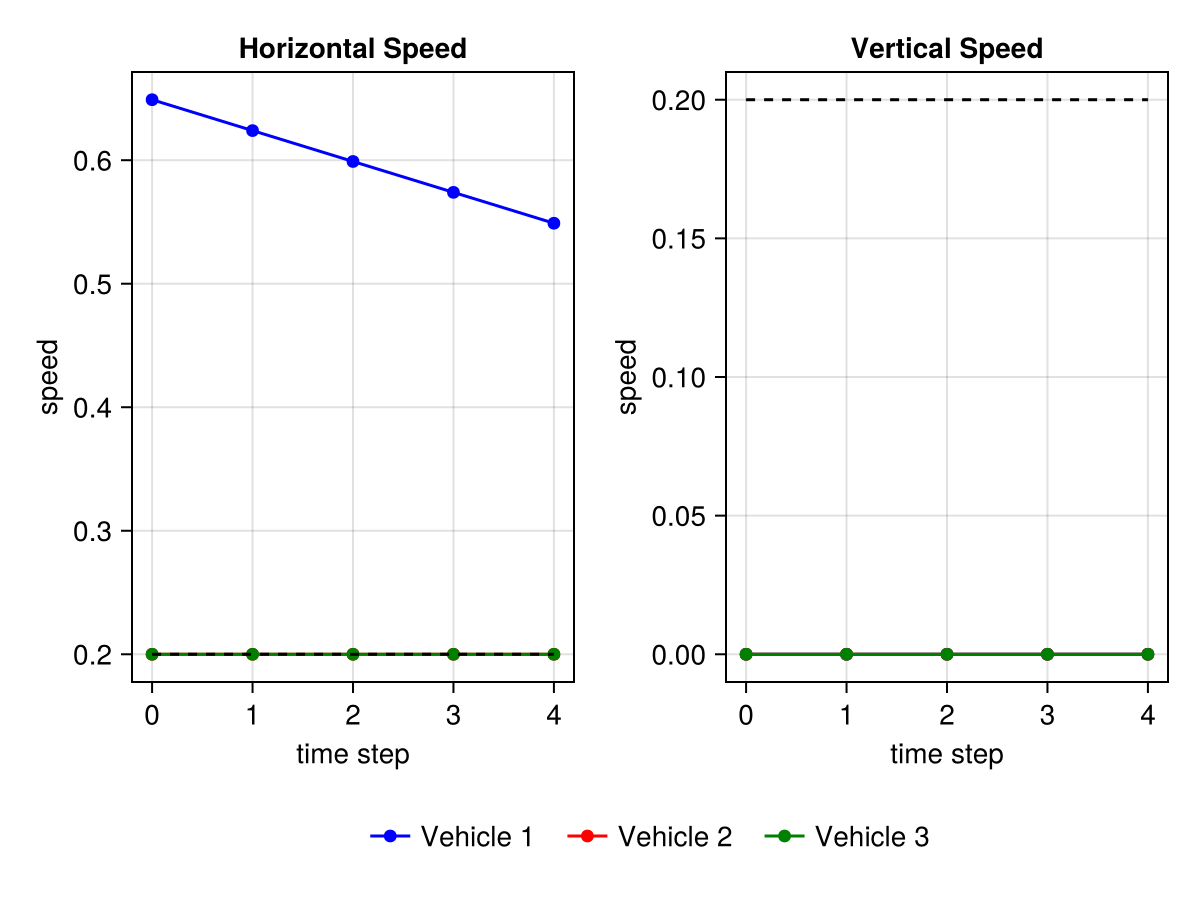 Horizontal Speed
0.6
0.5
0.4
0.3
0.2
speed
0
1
2
3
4
time step
Vertical Speed
0.20
0.15
0.10
0.05
0.00
speed
0
1
2
3
4
time step
Vehicle 1
Vehicle 2
Vehicle 3